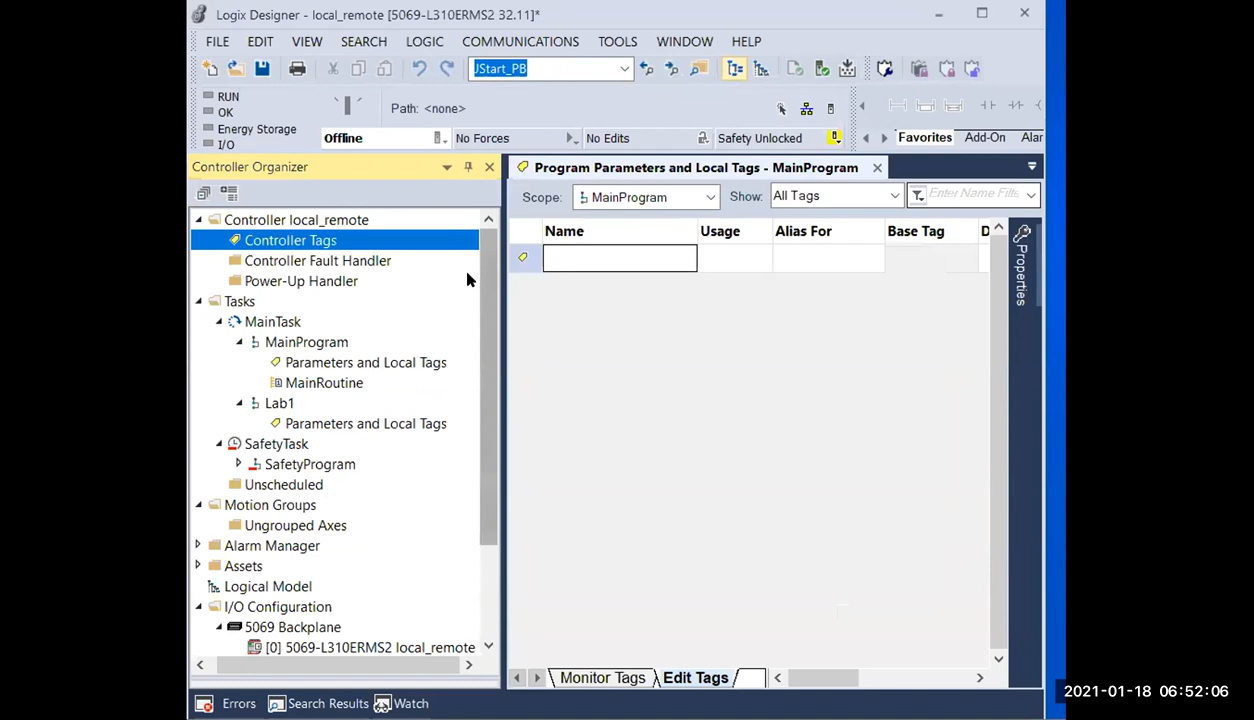 Logix Designer - local_remote [5069-L310ERMS2 32.11]*
FILE EDIT VIEW SEARCH LOGIC COMMUNICATIONS TOOLS WINDOW HELP
JStart_PB
RUN
OK
Energy Storage
I/O
Path: <none>
Offline No Forces No Edits Safety Unlocked
Favorites Add-On Alar
Controller Organizer
Controller local_remote
Controller Tags
Controller Fault Handler
Power-Up Handler
Tasks
MainTask
MainProgram
Parameters and Local Tags
MainRoutine
Lab1
Parameters and Local Tags
SafetyTask
SafetyProgram
Unscheduled
Motion Groups
Ungrouped Axes
Alarm Manager
Assets
Logical Model
I/O Configuration
5069 Backplane
[0] 5069-L310ERMS2 local_remote
Program Parameters and Local Tags - MainProgram
Scope: MainProgram Show: All Tags Enter Name Filte
Name Usage Alias For Base Tag D
Properties
Monitor Tags Edit Tags
Errors Search Results Watch
2021-01-18 06:52:06